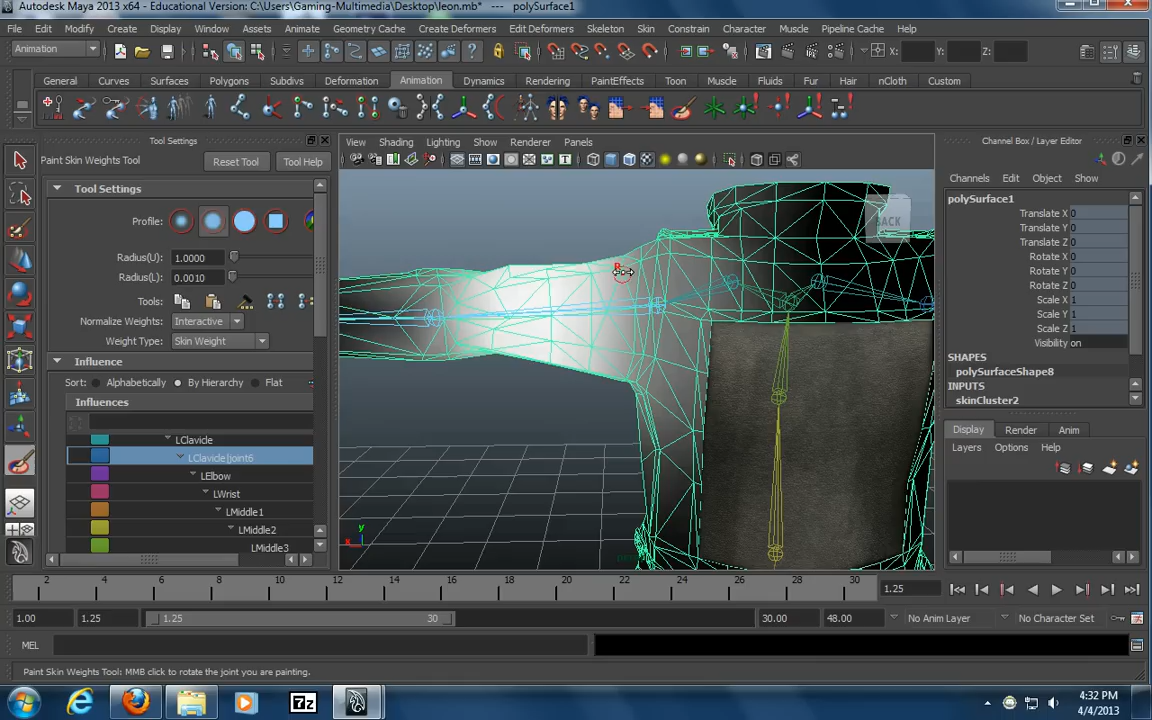 Autodesk Maya 2013 x64 - Educational Version: C:\Users\Gaming-Multimedia\Desktop\leon.mb*   ---   polySurface1
File Edit Modify Create Display Window Assets Animate Geometry Cache Create Deformers Edit Deformers Skeleton Skin Constrain Character Muscle Pipeline Cache Help
Animation X: Y: Z:
General Curves Surfaces Polygons Subdivs Deformation Animation Dynamics Rendering PaintEffects Toon Muscle Fluids Fur Hair nCloth Custom
Tool Settings
View Shading Lighting Show Renderer Panels
Channel Box / Layer Editor
Paint Skin Weights Tool Reset Tool Tool Help
Channels Edit Object Show
Tool Settings
polySurface1
Translate X 0
Translate Y 0
Translate Z 0
Rotate X 0
Rotate Y 0
Rotate Z 0
Scale X 1
Scale Y 1
Scale Z 1
Visibility on
SHAPES
polySurfaceShape8
INPUTS
skinCluster2
Profile:
Radius(U): 1.0000
Radius(L): 0.0010
Tools:
Normalize Weights: Interactive
Weight Type: Skin Weight
Influence
Sort: Alphabetically By Hierarchy Flat
Influences
LClavide
LClavide|joint6
LElbow
LWrist
LMiddle1
LMiddle2
LMiddle3
BACK
R
y
x
Display Render Anim
Layers Options Help
2 4 6 8 10 12 14 16 18 20 22 24 26 28 30 1.25
1.00 1.25 1.25 30 30.00 48.00 No Anim Layer No Character Set
MEL
Paint Skin Weights Tool: MMB click to rotate the joint you are painting.
7z
4:32 PM
4/4/2013